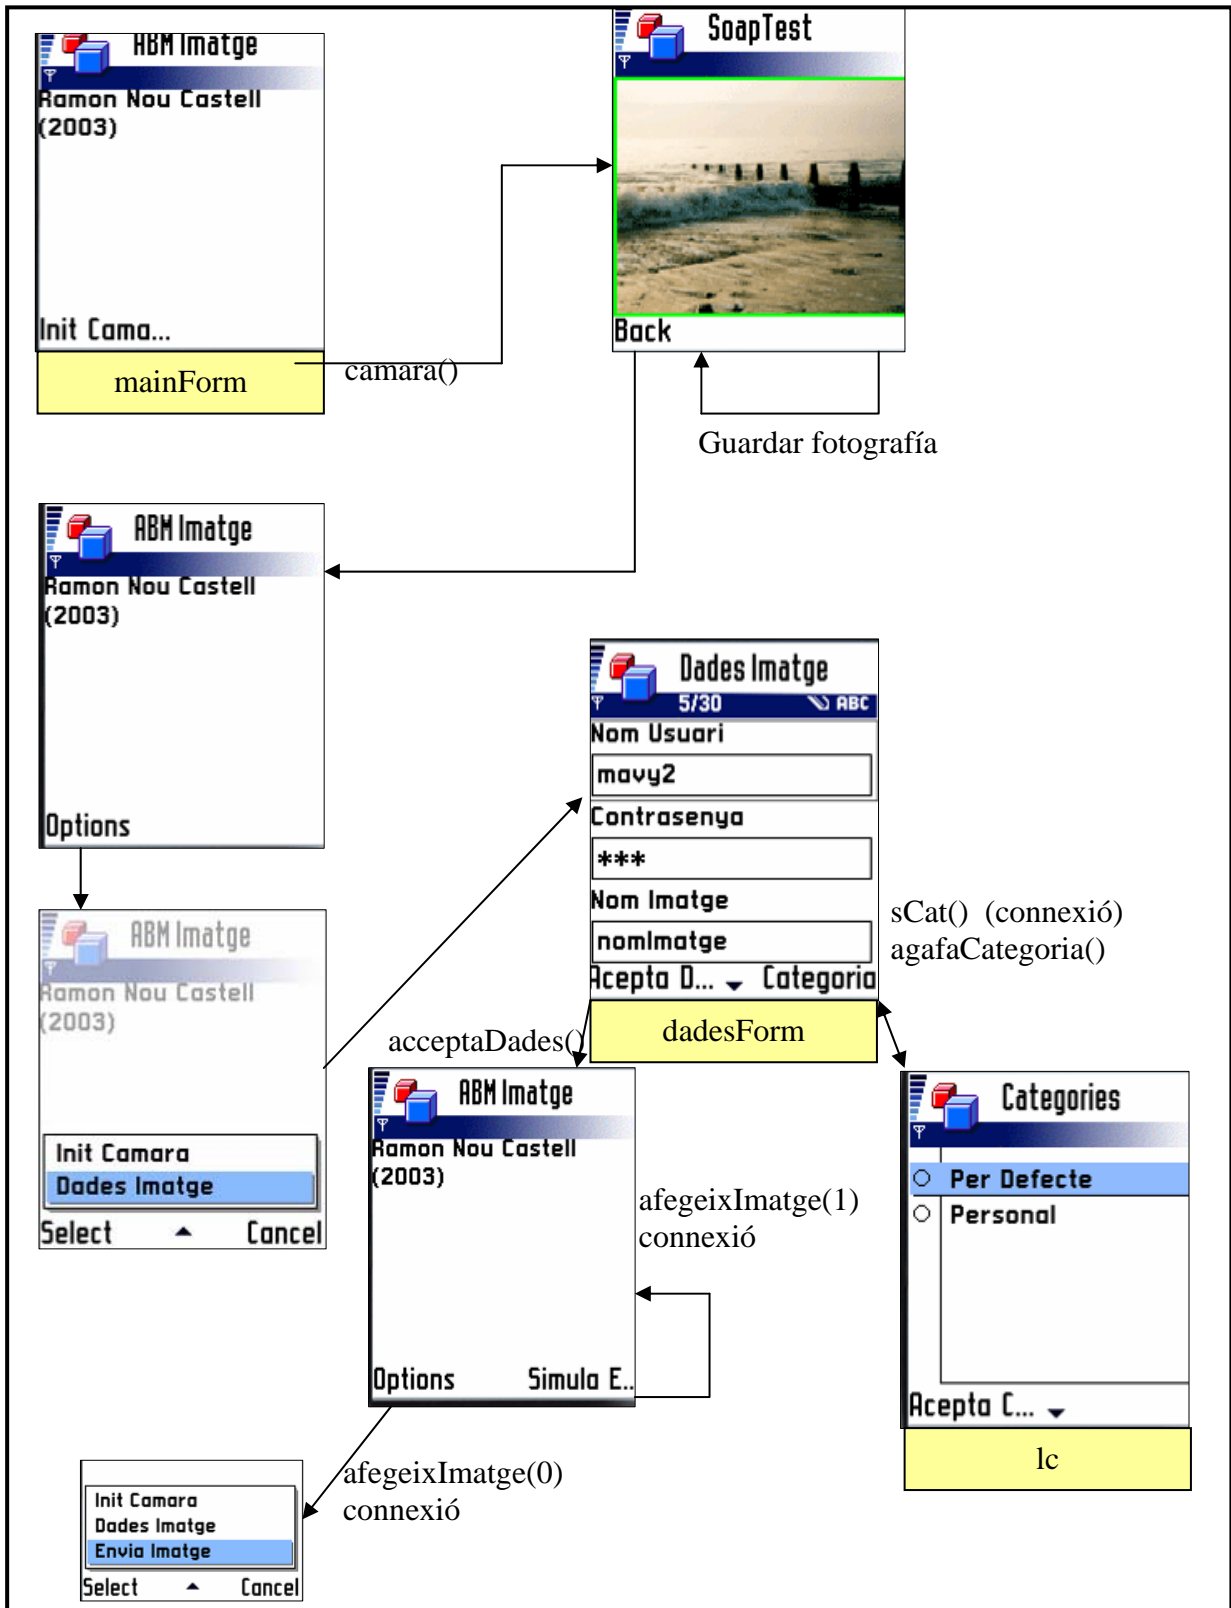 ABM Imatge
Ramon Nou Castell
(2003)
Init Cama...
mainForm
camara()
SoapTest
Back
Guardar fotografía
ABM Imatge
Ramon Nou Castell
(2003)
Options
ABM Imatge
Ramon Nou Castell
(2003)
Init Camara
Dades Imatge
Select
Cancel
Dades Imatge
5/30
ABC
Nom Usuari
mavy2
Contrasenya
***
Nom Imatge
nomImatge
Acepta D...
Categoria
dadesForm
sCat() (connexió)
agafaCategoria()
acceptaDades()
ABM Imatge
Ramon Nou Castell
(2003)
Options
Simula E..
afegeixImatge(1)
connexió
Categories
Per Defecte
Personal
Acepta C...
lc
afegeixImatge(0)
connexió
Init Camara
Dades Imatge
Envia Imatge
Select
Cancel